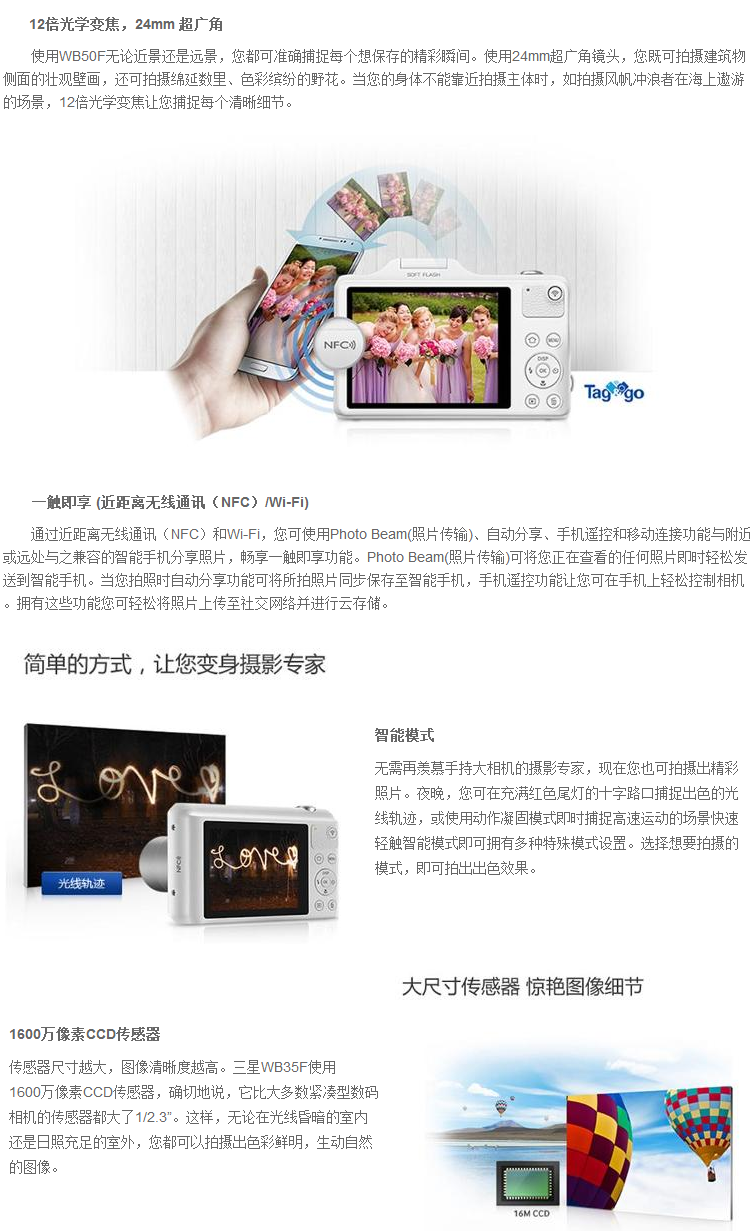 12倍光学变焦，24mm 超广角
使用WB50F无论近景还是远景，您都可准确捕捉每个想保存的精彩瞬间。使用24mm超广角镜头，您既可拍摄建筑物
侧面的壮观壁画，还可拍摄绵延数里、色彩缤纷的野花。当您的身体不能靠近拍摄主体时，如拍摄风帆冲浪者在海上遨游
的场景，12倍光学变焦让您捕捉每个清晰细节。
SOFT FLASH
NFC
MENU
DISP
OK
Tag&go
一触即享 (近距离无线通讯（NFC）/Wi-Fi)
通过近距离无线通讯（NFC）和Wi-Fi，您可使用Photo Beam(照片传输)、自动分享、手机遥控和移动连接功能与附近
或远处与之兼容的智能手机分享照片，畅享一触即享功能。Photo Beam(照片传输)可将您正在查看的任何照片即时轻松发
送到智能手机。当您拍照时自动分享功能可将所拍照片同步保存至智能手机，手机遥控功能让您可在手机上轻松控制相机
。拥有这些功能您可轻松将照片上传至社交网络并进行云存储。
简单的方式，让您变身摄影专家
Love
光线轨迹
NFC
Love
智能模式
无需再羡慕手持大相机的摄影专家，现在您也可拍摄出精彩
照片。夜晚，您可在充满红色尾灯的十字路口捕捉出色的光
线轨迹，或使用动作凝固模式即时捕捉高速运动的场景快速
轻触智能模式即可拥有多种特殊模式设置。选择想要拍摄的
模式，即可拍出出色效果。
大尺寸传感器 惊艳图像细节
1600万像素CCD传感器
传感器尺寸越大，图像清晰度越高。三星WB35F使用
1600万像素CCD传感器，确切地说，它比大多数紧凑型数码
相机的传感器都大了1/2.3”。这样，无论在光线昏暗的室内
还是日照充足的室外，您都可以拍摄出色彩鲜明，生动自然
的图像。
16M CCD